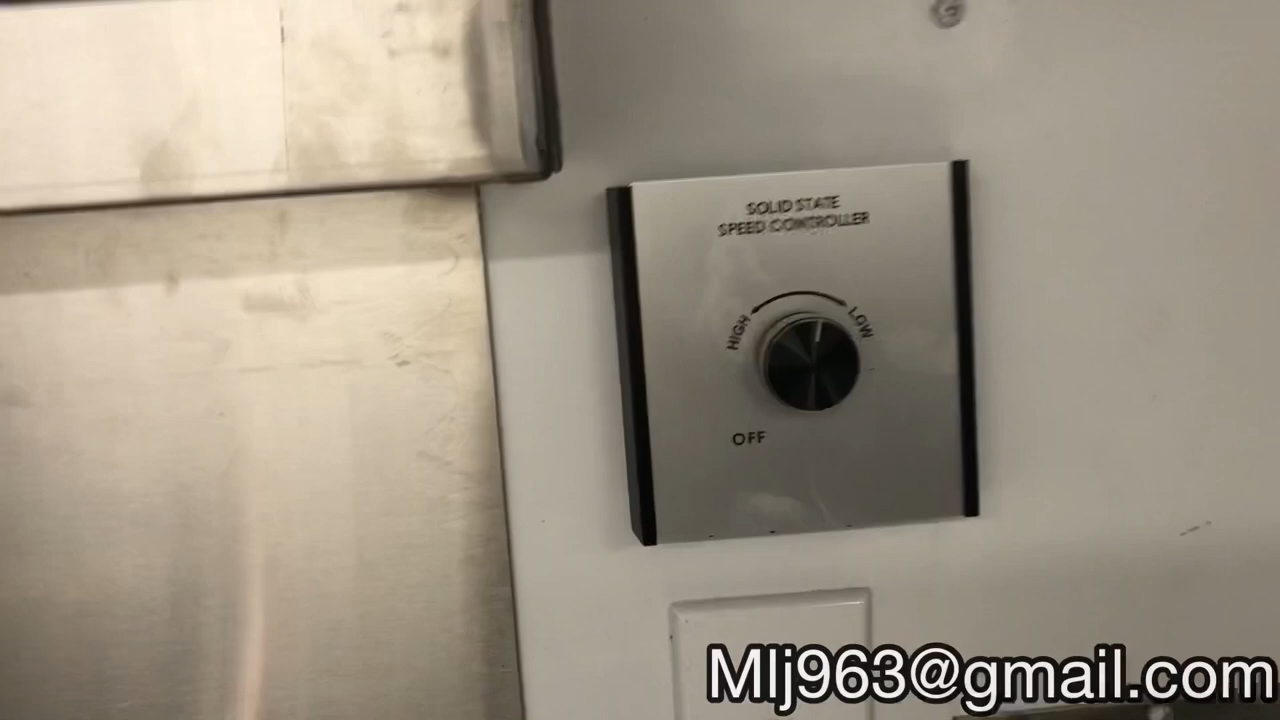 SOLID STATE
SPEED CONTROLLER
HIGH
LOW
OFF
Mlj963@gmail.com